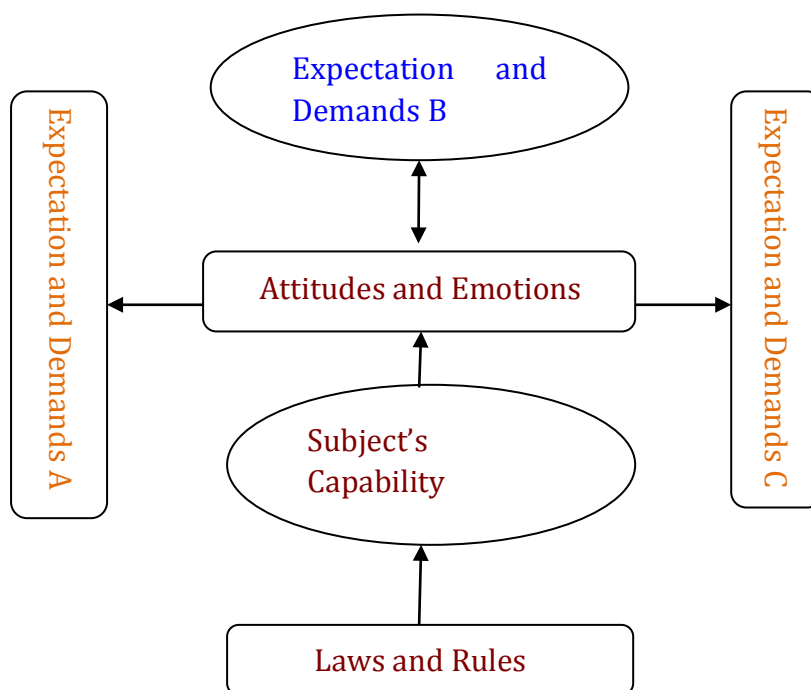 Expectation and
Demands B
Expectation and Demands A
Attitudes and Emotions
Expectation and Demands C
Subject’s
Capability
Laws and Rules